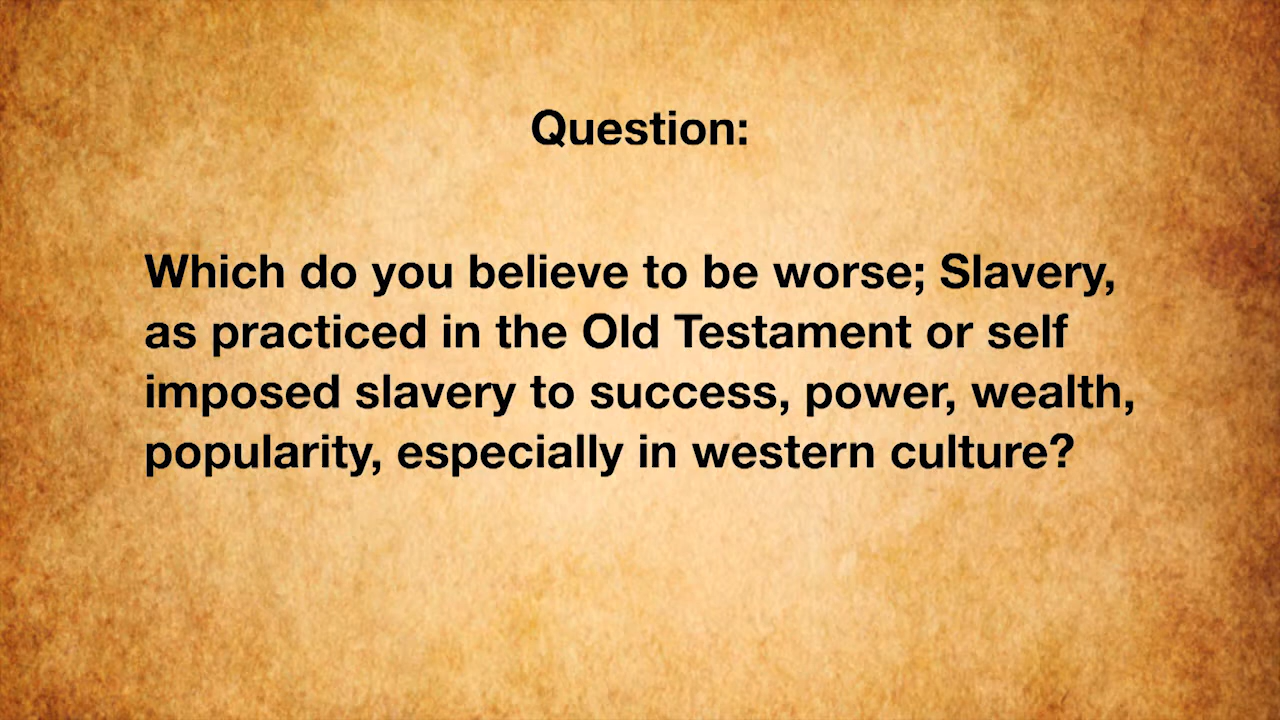 Question:
Which do you believe to be worse; Slavery,
as practiced in the Old Testament or self
imposed slavery to success, power, wealth,
popularity, especially in western culture?